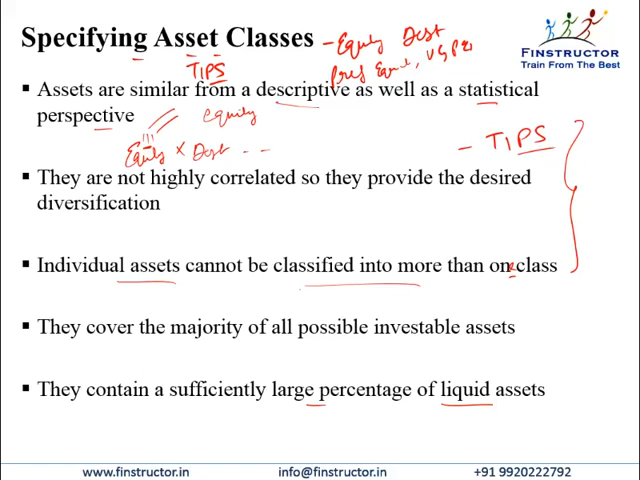 Specifying Asset Classes - Equity Debt
TIPS
FINSTRUCTOR
Train From The Best
▪ Assets are similar from a descriptive as well as a statistical
perspective
equity
Equity x Debt - -
- TIPS
▪ They are not highly correlated so they provide the desired
diversification
▪ Individual assets cannot be classified into more than one class
▪ They cover the majority of all possible investable assets
▪ They contain a sufficiently large percentage of liquid assets
www.finstructor.in info@finstructor.in +91 9920222792